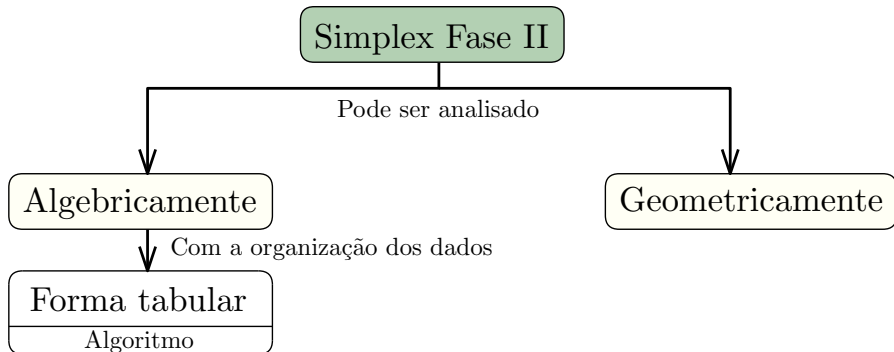 Simplex Fase II
Pode ser analisado
Algebricamente
Geometricamente
Com a organização dos dados
Forma tabular
Algoritmo